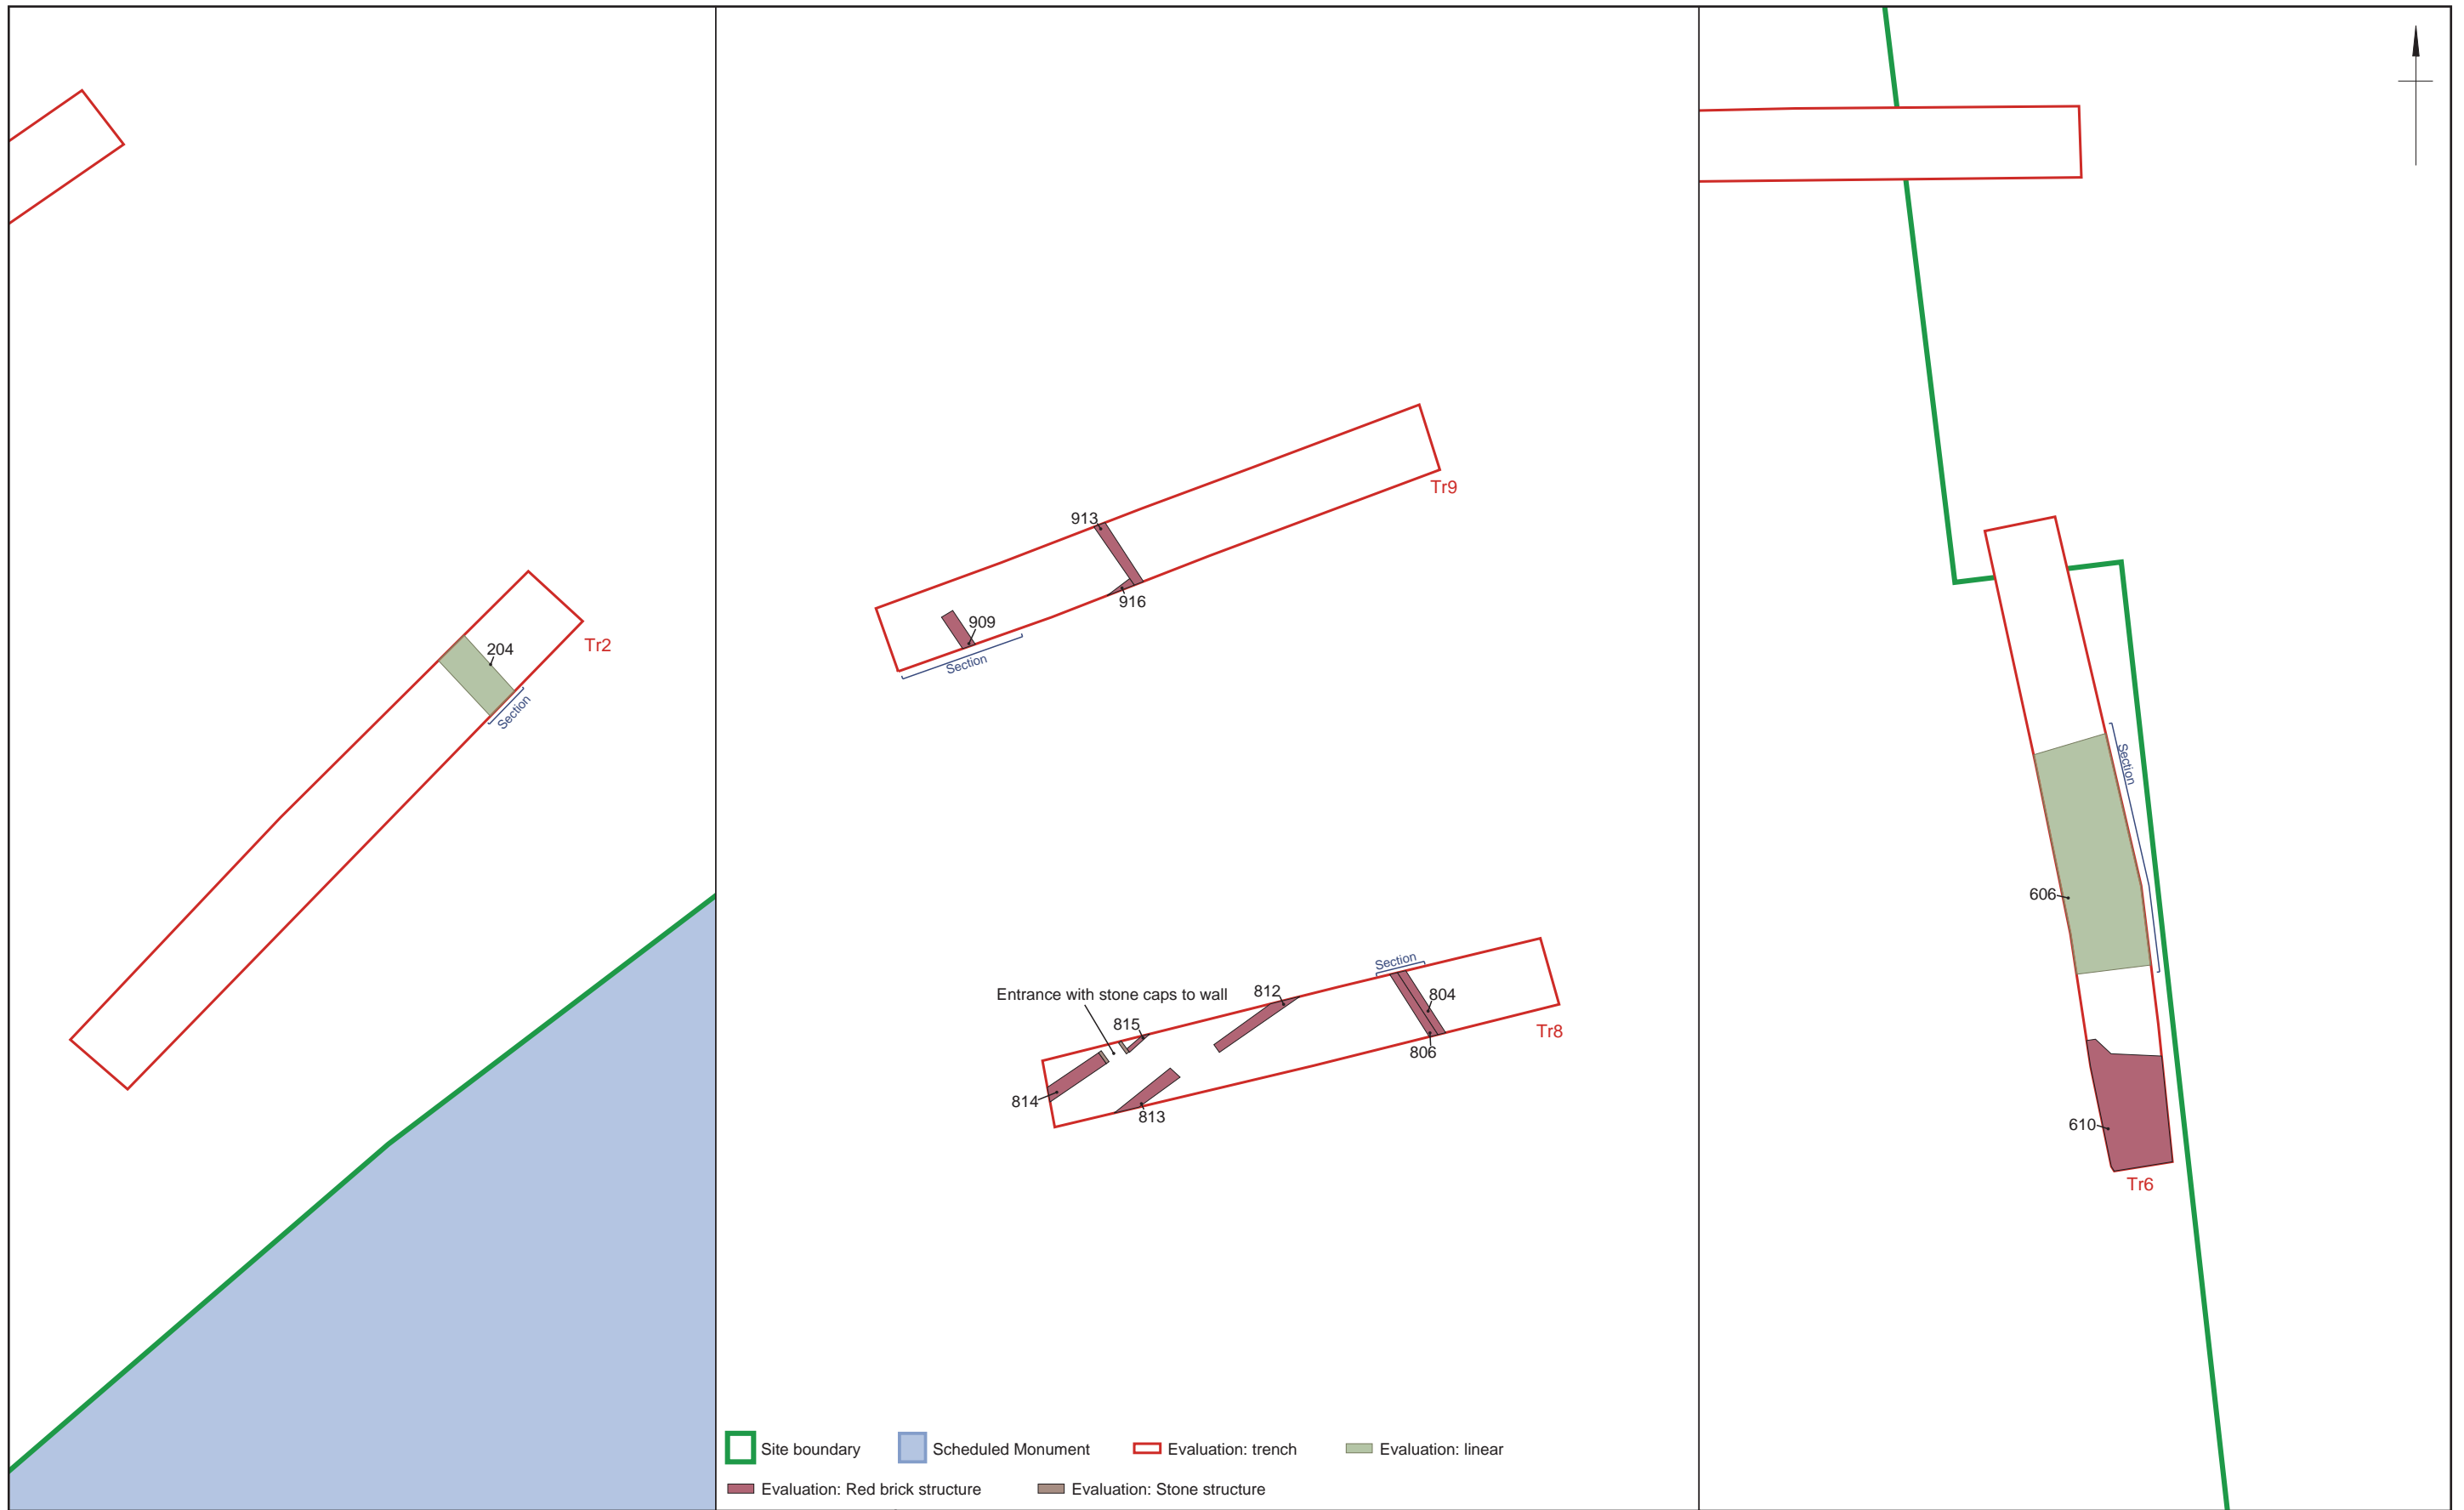 204
Tr2
Section
Tr9
913
916
909
Section
Section
812
804
Entrance with stone caps to wall
815
Tr8
806
814
813
Section
606
610
Tr6
Site boundary
Scheduled Monument
Evaluation: trench
Evaluation: linear
Evaluation: Red brick structure
Evaluation: Stone structure